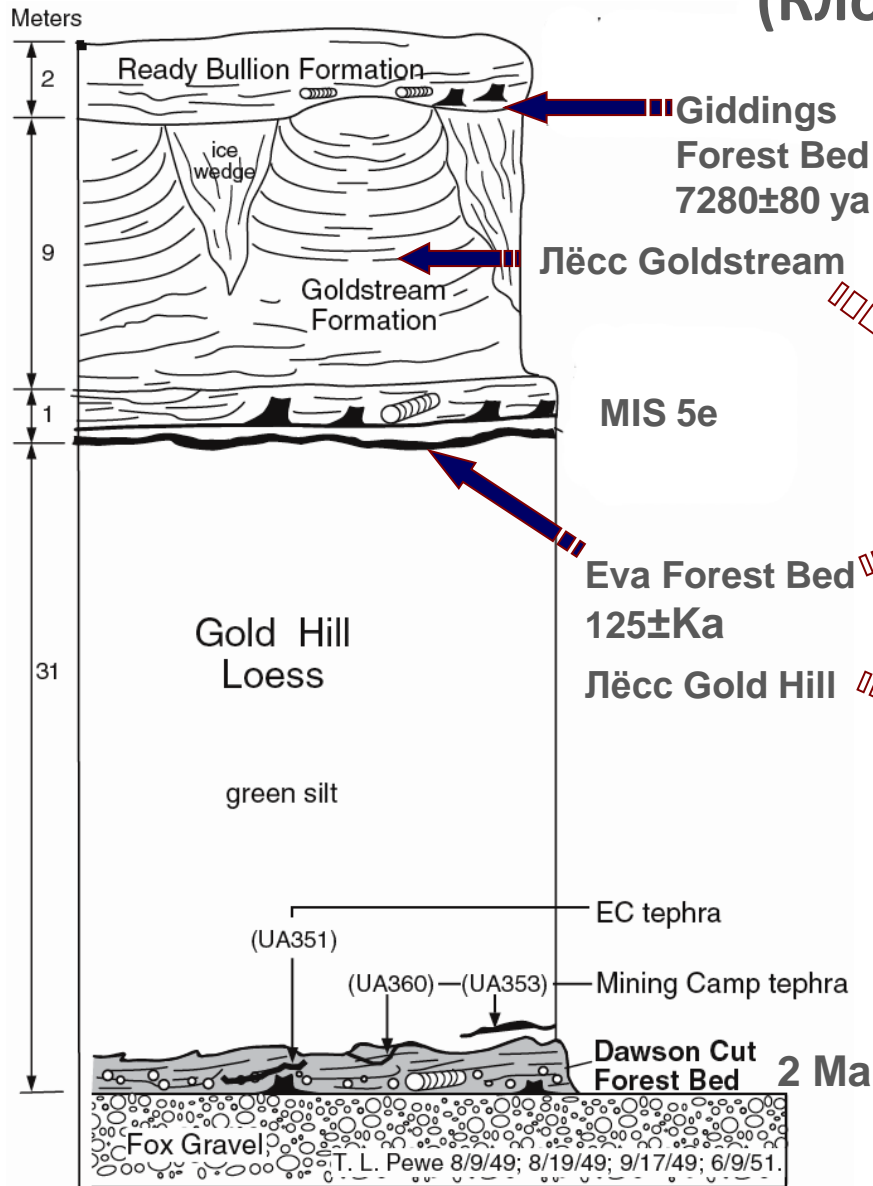 (КЛС
Meters
2
Ready Bullion Formation
Giddings
Forest Bed
7280±80 ya
ice
wedge
9
Лёсс Goldstream
Goldstream
Formation
1
MIS 5e
Eva Forest Bed
125±Ka
Gold Hill
Loess
31
Лёсс Gold Hill
green silt
EC tephra
(UA351)
(UA360)
(UA353)
Mining Camp tephra
Dawson Cut
Forest Bed
2 Ma
Fox Gravel
T. L. Pewe 8/9/49; 8/19/49; 9/17/49; 6/9/51.